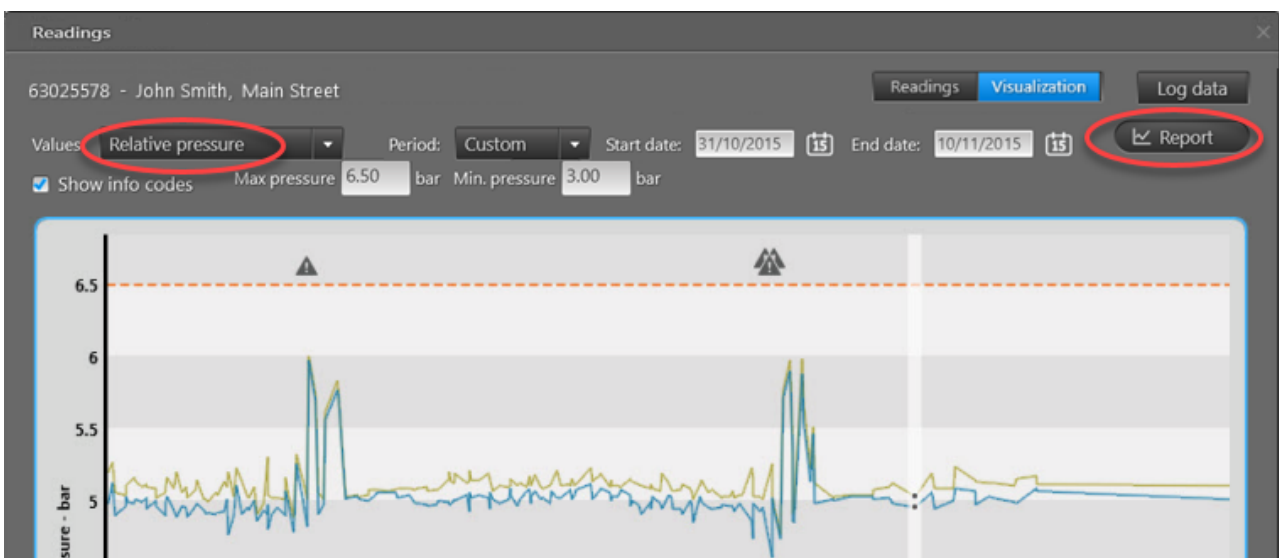 Readings
63025578 - John Smith, Main Street
Readings Visualization Log data
Values Relative pressure Period: Custom Start date: 31/10/2015 15 End date: 10/11/2015 15 Report
Show info codes Max pressure 6.50 bar Min. pressure 3.00 bar
6.5
6
5.5
5
sure - bar